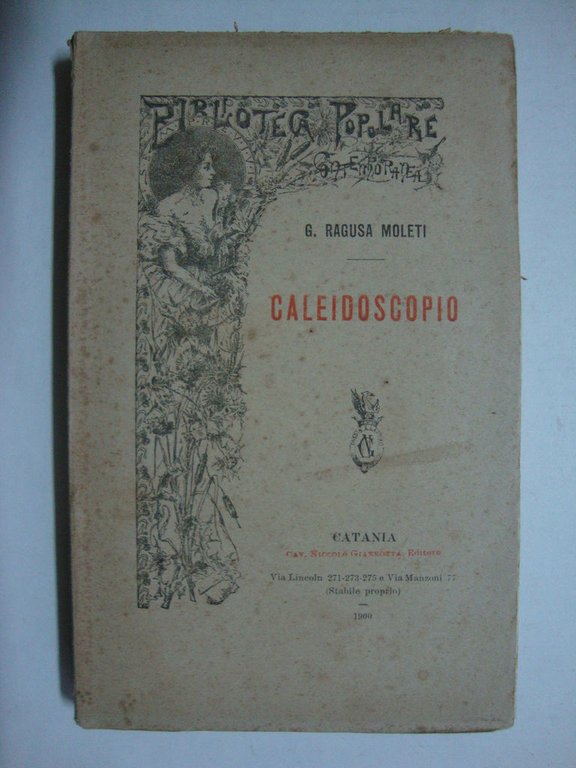 BIBLIOTECA POPOLARE
CONTEMPORANEA
G. RAGUSA MOLETI
CALEIDOSCOPIO
CATANIA
CAV. NICCOLÒ GIANNOTTA, Editore
Via Lincoln 271-273-275 e Via Manzoni 77
(Stabile proprio)
1900